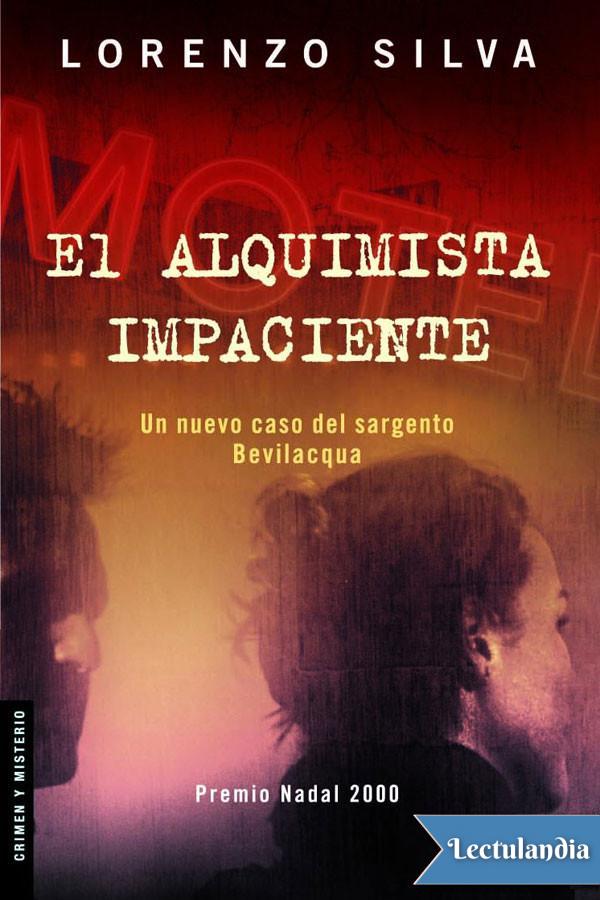 LORENZO SILVA
MOTEL
El ALQUIMISTA
IMPACIENTE
Un nuevo caso del sargento
Bevilacqua
Premio Nadal 2000
CRIMEN Y MISTERIO
Lectulandia